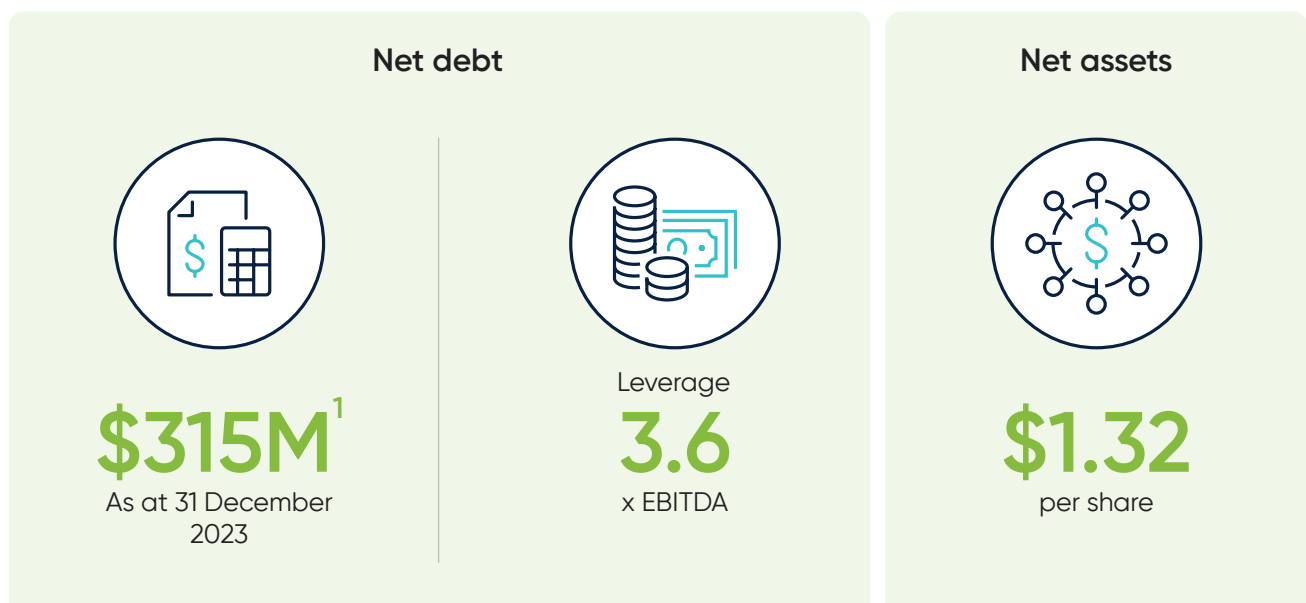 Net debt
$
$315M¹
As at 31 December
2023
Leverage
3.6
x EBITDA
Net assets
$
$1.32
per share